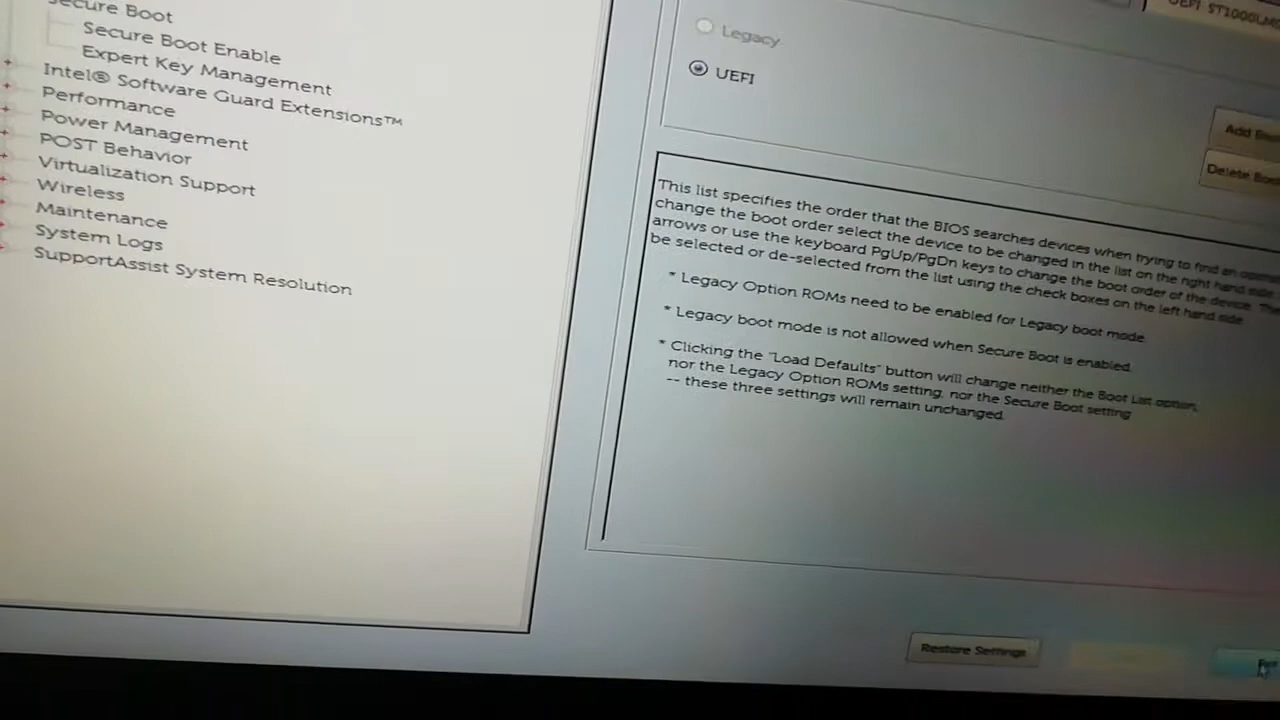 Secure Boot
Secure Boot Enable
Expert Key Management
Intel® Software Guard Extensions™
Performance
Power Management
POST Behavior
Virtualization Support
Wireless
Maintenance
System Logs
SupportAssist System Resolution
UEFI ST1000LM
Legacy
UEFI
Add
Delete
This list specifies the order that the BIOS searches devices when trying to find an
change the boot order select the device to be changed in the list on the right hand side
arrows or use the keyboard PgUp/PgDn keys to change the boot order of the device. The
be selected or de-selected from the list using the check boxes on the left hand side
* Legacy Option ROMs need to be enabled for Legacy boot mode.
* Legacy boot mode is not allowed when Secure Boot is enabled.
* Clicking the "Load Defaults" button will change neither the Boot List option,
nor the Legacy Option ROMs setting, nor the Secure Boot setting
-- these three settings will remain unchanged.
Restore Settings